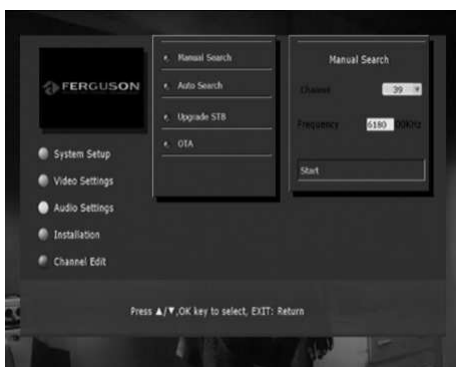 FERGUSON
System Setup
Video Settings
Audio Settings
Installation
Channel Edit
Manual Search
Auto Search
Upgrade STB
OTA
Manual Search
Channel 39
Frequency 6180 00KHz
Start
Press ▲/▼,OK key to select, EXIT: Return